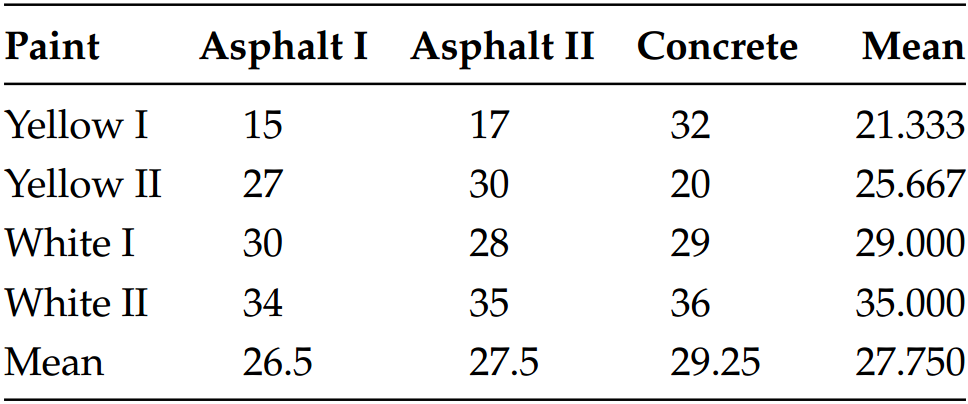 Paint Asphalt I Asphalt II Concrete Mean
Yellow I 15 17 32 21.333
Yellow II 27 30 20 25.667
White I 30 28 29 29.000
White II 34 35 36 35.000
Mean 26.5 27.5 29.25 27.750